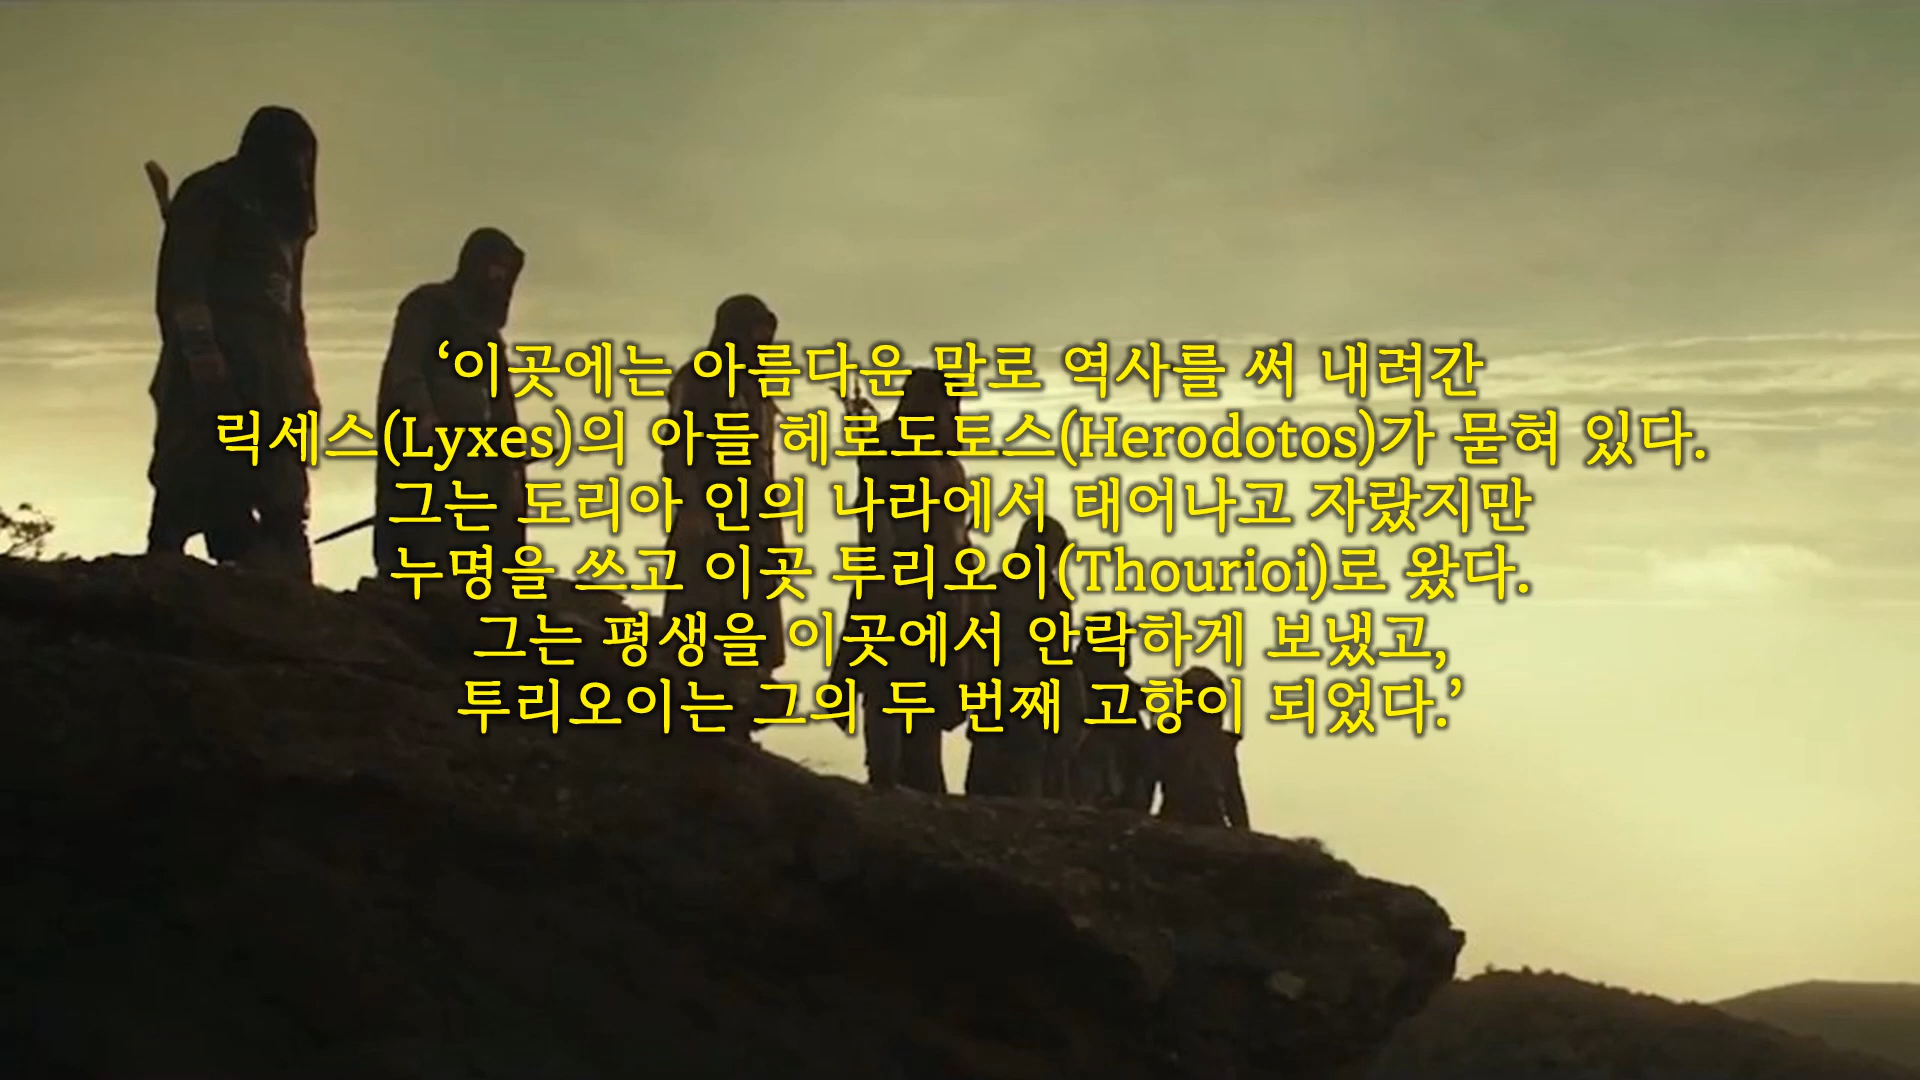 ‘이곳에는 아름다운 말로 역사를 써 내려간
릭세스(Lyxes)의 아들 헤로도토스(Herodotos)가 묻혀 있다.
그는 도리아 인의 나라에서 태어나고 자랐지만
누명을 쓰고 이곳 투리오이(Thourioi)로 왔다.
그는 평생을 이곳에서 안락하게 보냈고,
투리오이는 그의 두 번째 고향이 되었다.’